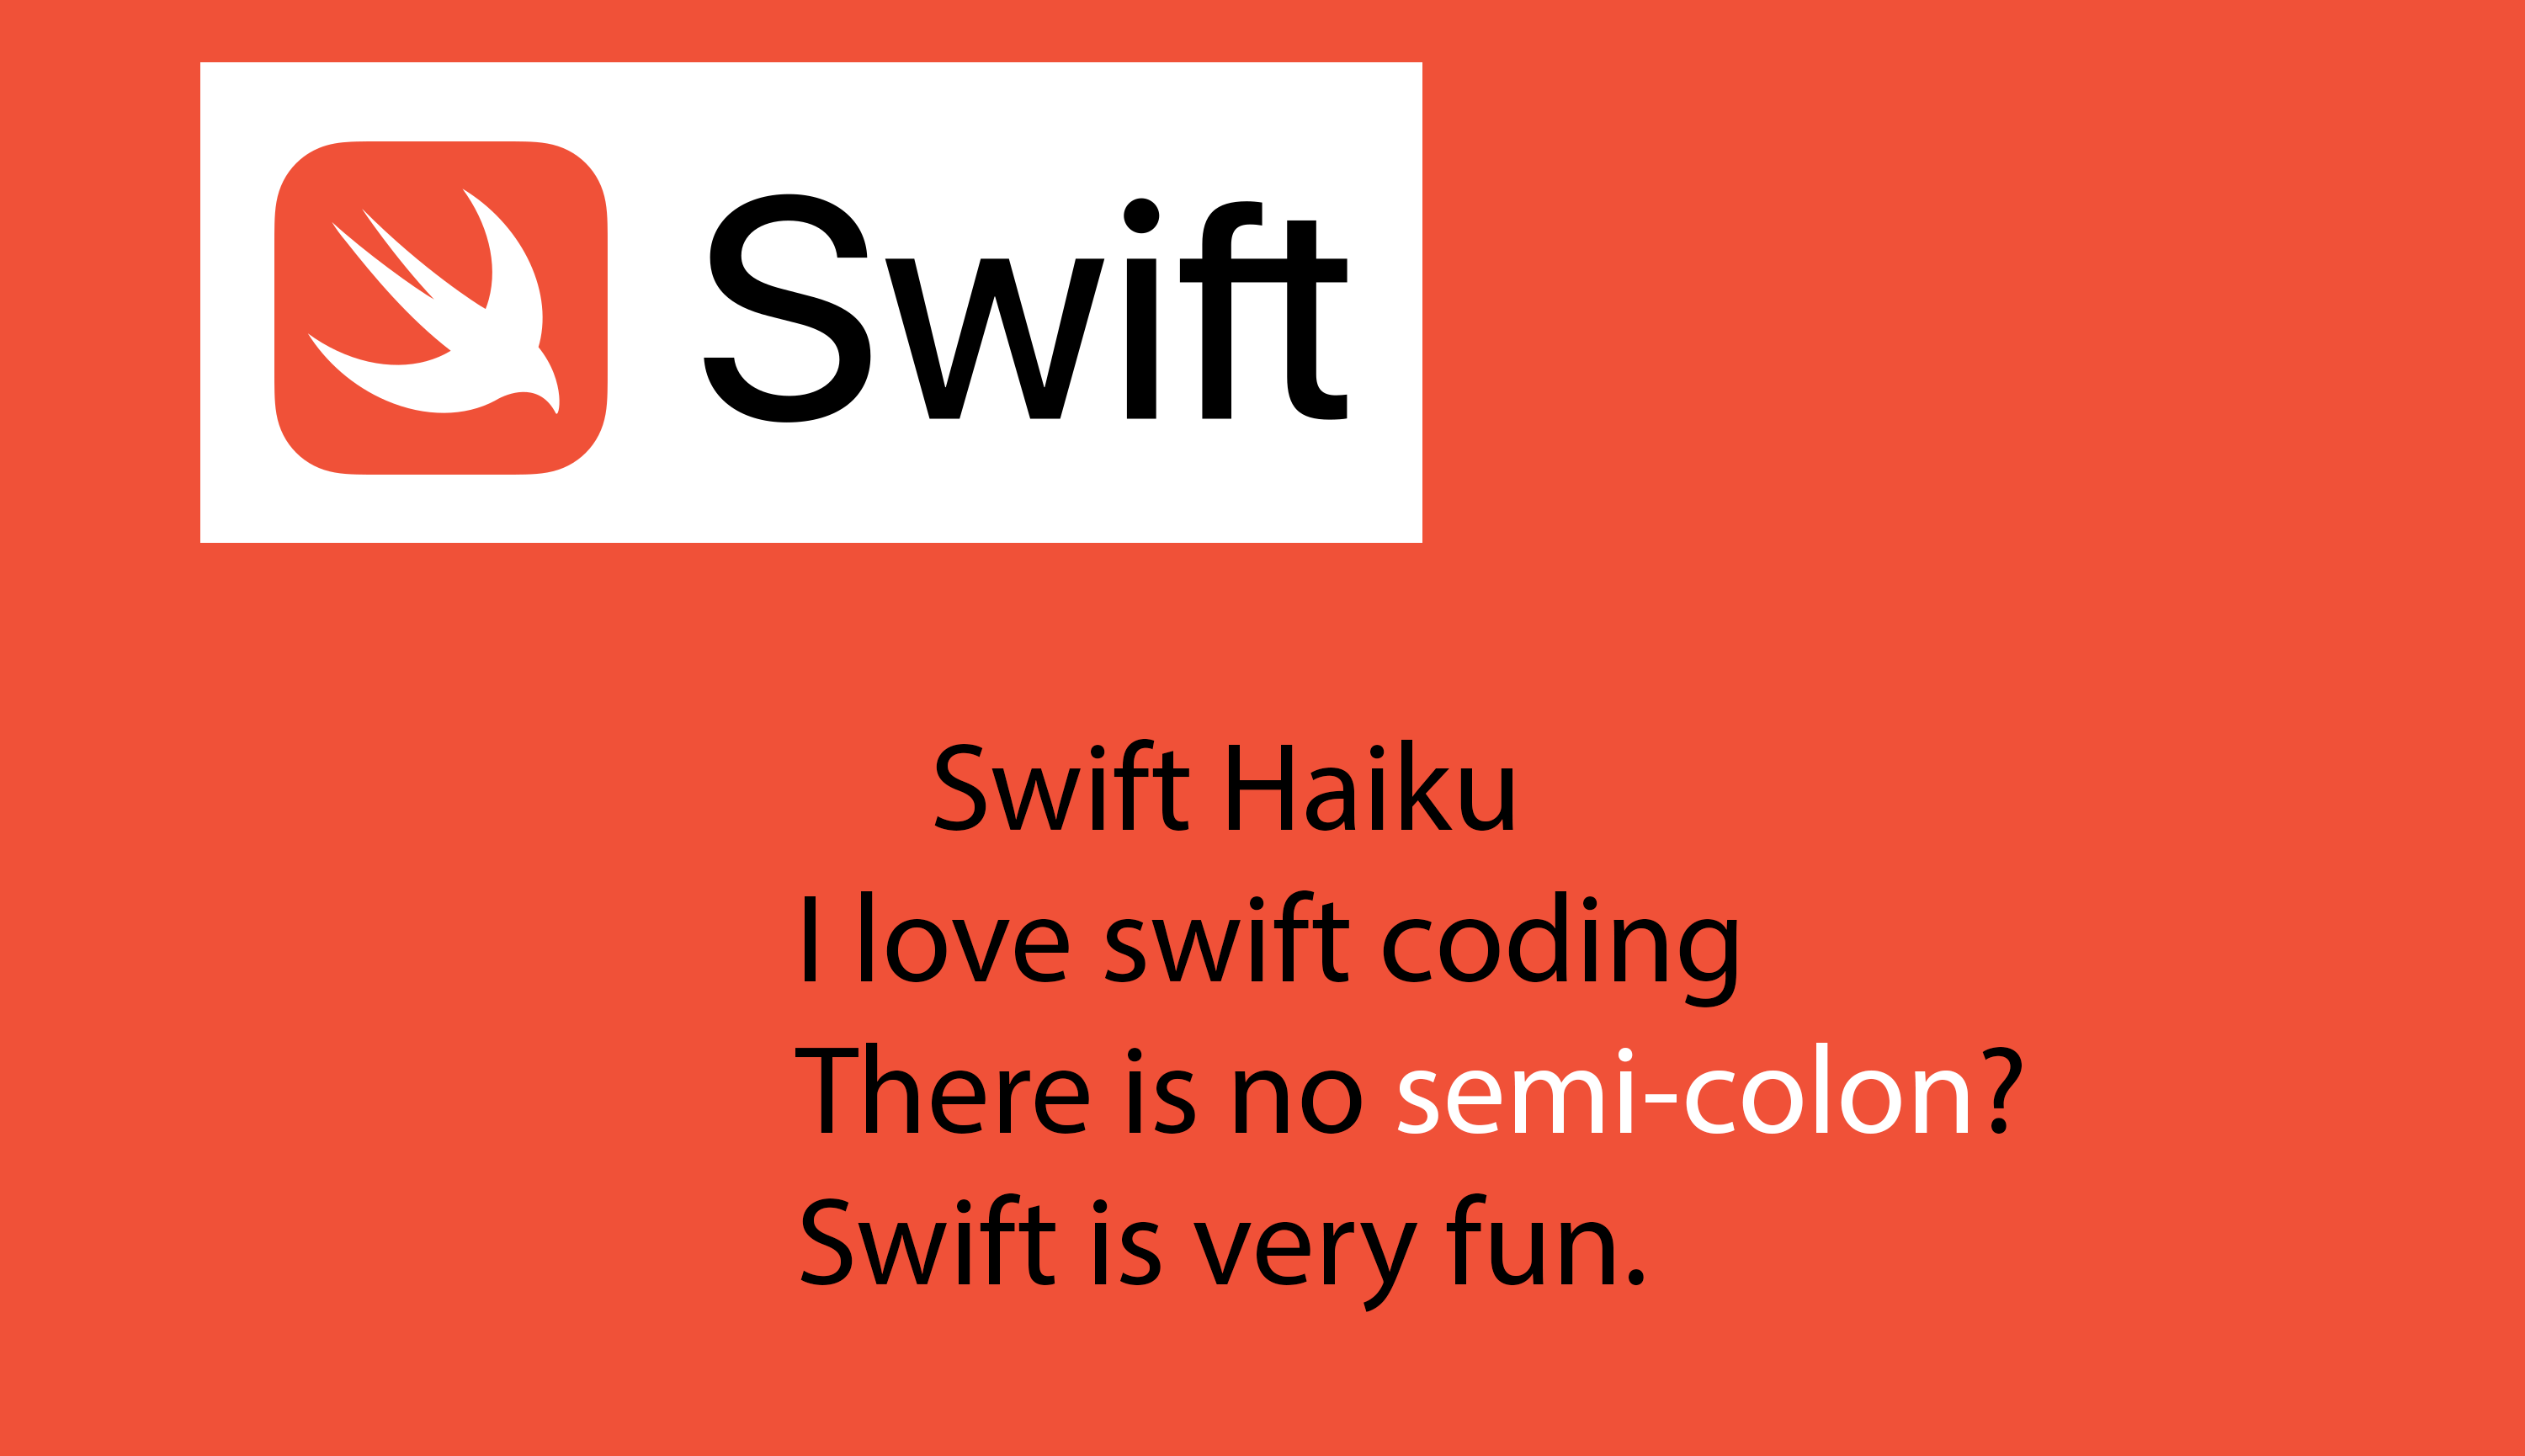 Swift
Swift Haiku
I love swift coding
There is no semi-colon?
Swift is very fun.